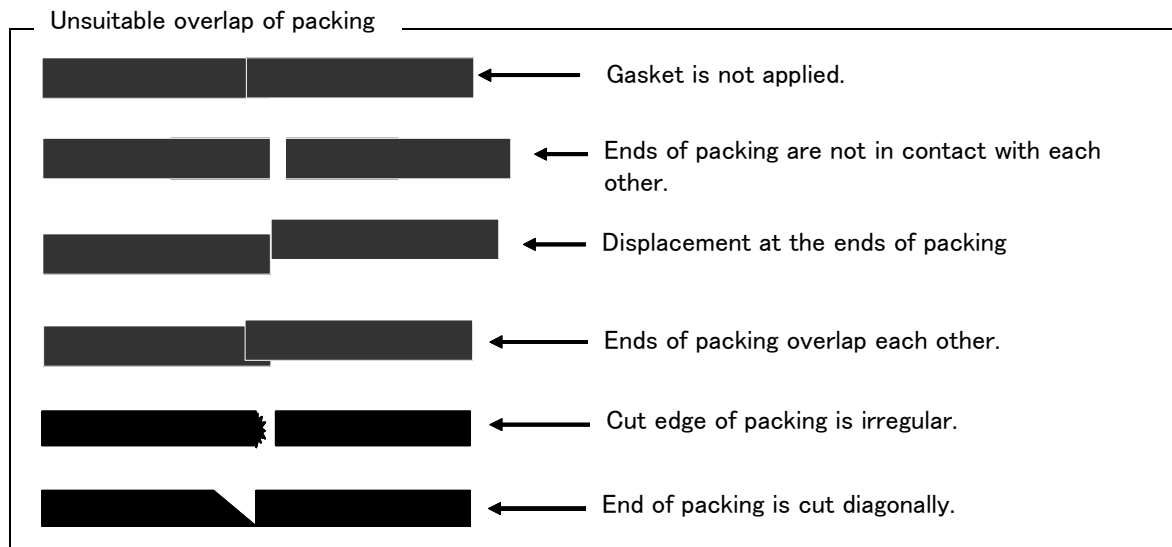 Unsuitable overlap of packing
Gasket is not applied.
Ends of packing are not in contact with each
other.
Displacement at the ends of packing
Ends of packing overlap each other.
Cut edge of packing is irregular.
End of packing is cut diagonally.